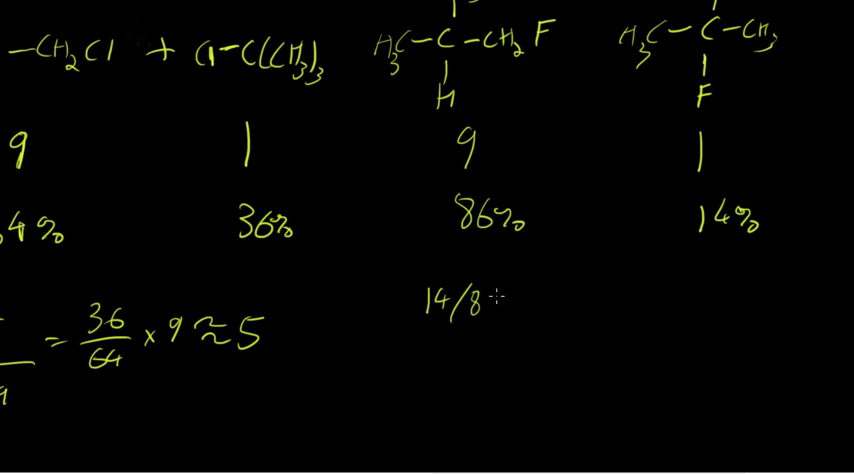 -CH2Cl + Cl-C(CH3)3 H3C-C-CH2F H3C-C-CH3
H F
9 1 9 1
4% 36% 86% 14%
14/8
= 36/64 × 9 ≈ 5